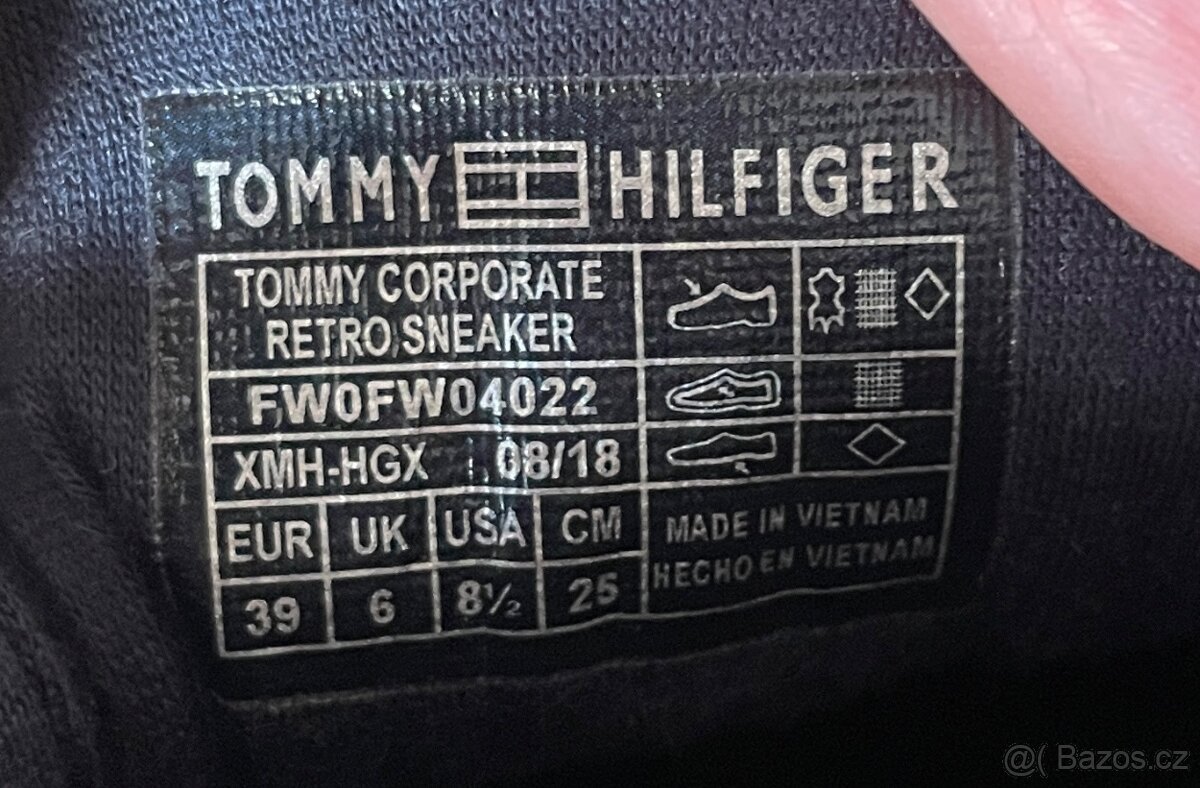 TOMMY HILFIGER
TOMMY CORPORATE
RETRO SNEAKER
FW0FW04022
XMH-HGX 08/18
EUR UK USA CM
39 6 8½ 25
MADE IN VIETNAM
HECHO EN VIETNAM
@( Bazos.cz